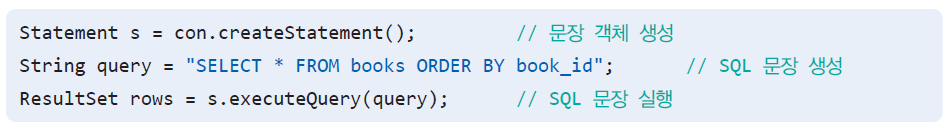 Statement s = con.createStatement();        // 문장 객체 생성
String query = "SELECT * FROM books ORDER BY book_id";      // SQL 문장 생성
ResultSet rows = s.executeQuery(query);      // SQL 문장 실행